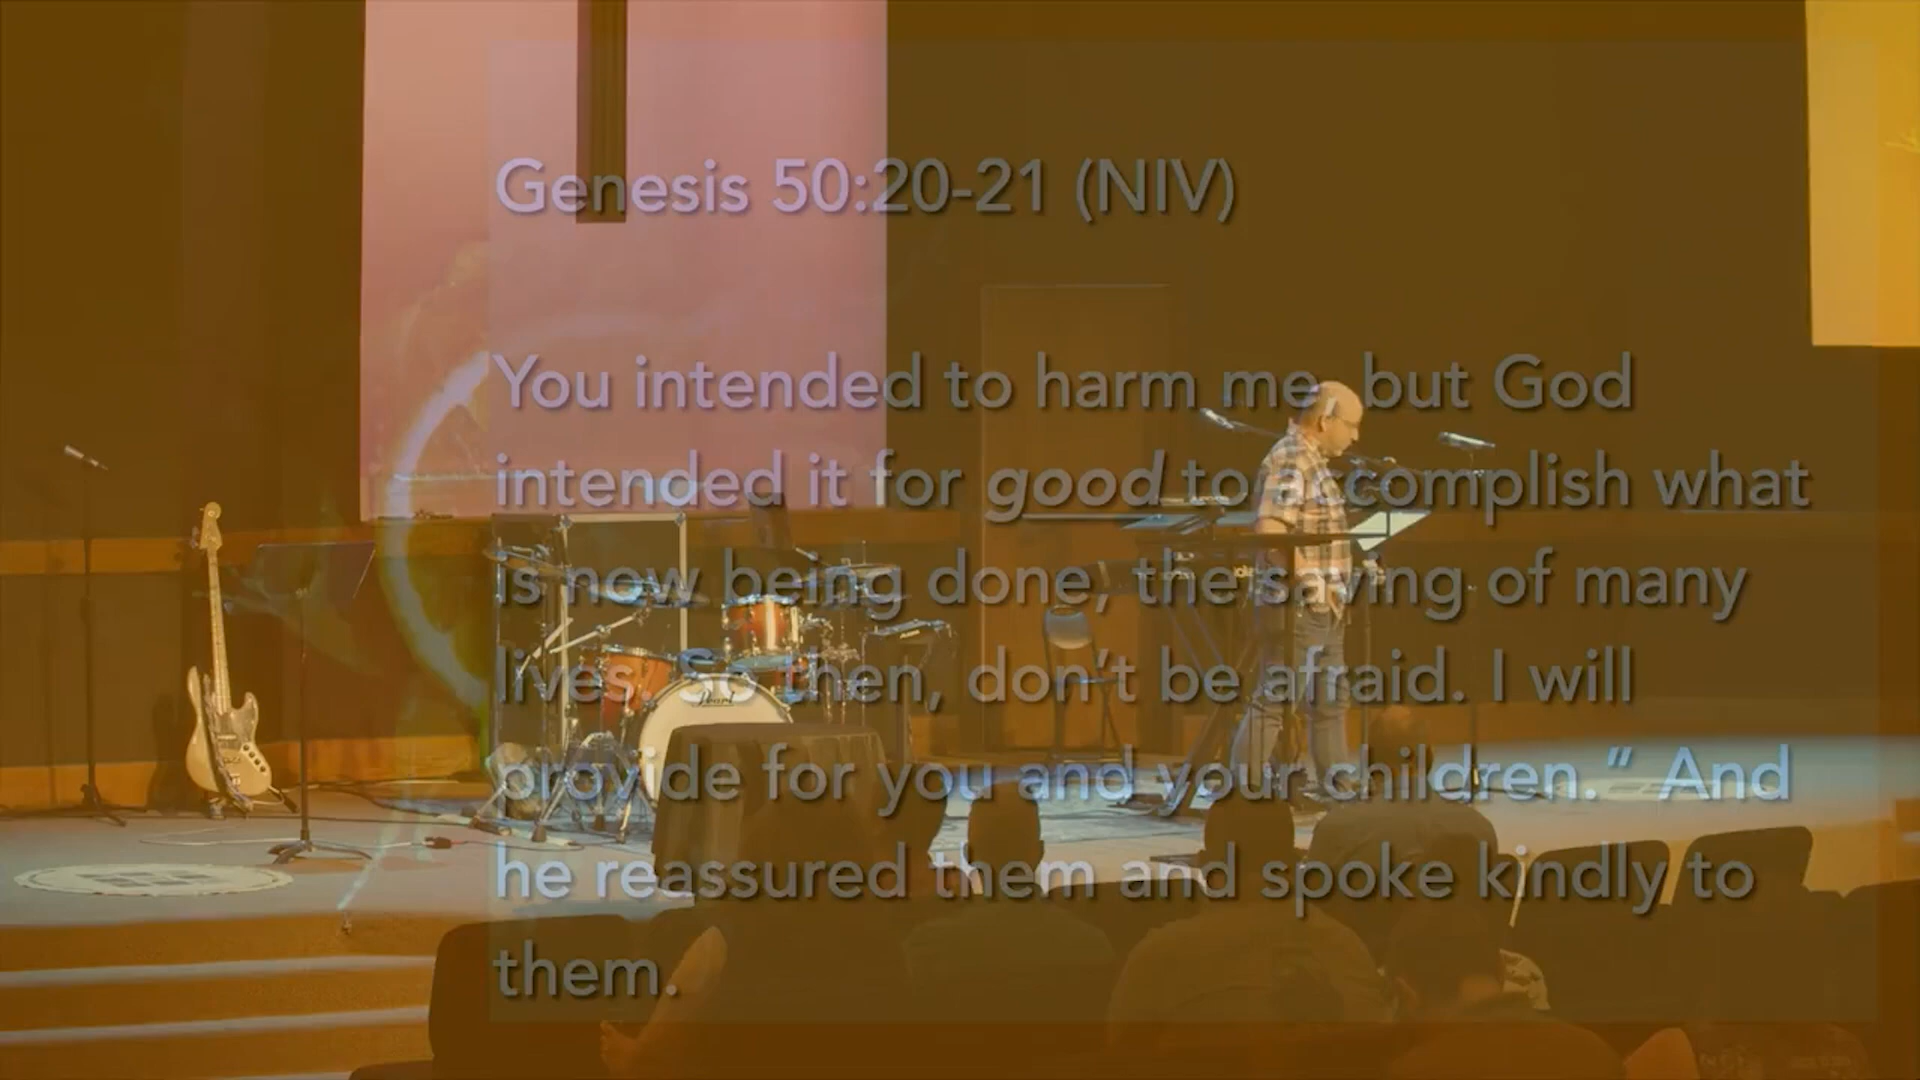 Genesis 50:20-21 (NIV)
You intended to harm me, but God
intended it for good to accomplish what
is now being done, the saving of many
lives. So then, don't be afraid. I will
provide for you and your children.” And
he reassured them and spoke kindly to
them.
Pearl